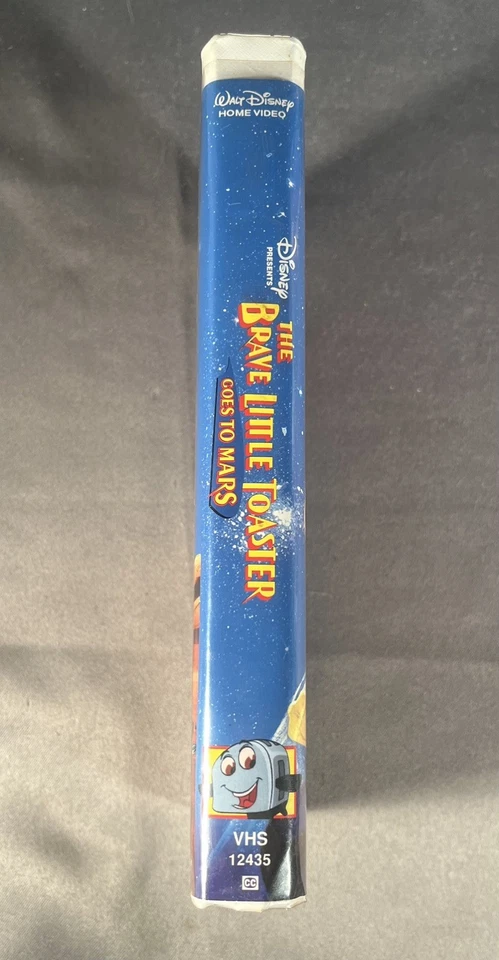 WALT DISNEY
HOME VIDEO
DISNEY
PRESENTS
THE
BRAVE LITTLE TOASTER
GOES TO MARS
VHS
12435
CC